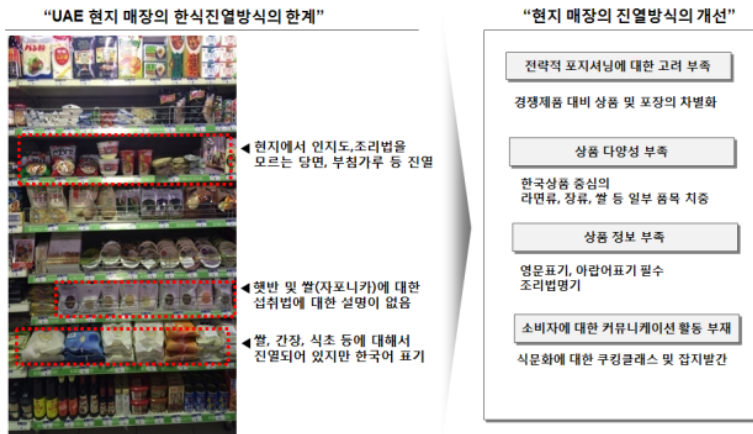 “UAE 현지 매장의 한식진열방식의 한계”
“현지 매장의 진열방식의 개선”
현지에서 인지도,조리법을
모르는 당면, 부침가루 등 진열
햇반 및 쌀(자포니카)에 대한
섭취법에 대한 설명이 없음
쌀, 간장, 식초 등에 대해서
진열되어 있지만 한국어 표기
전략적 포지셔닝에 대한 고려 부족
경쟁제품 대비 상품 및 포장의 차별화
상품 다양성 부족
한국상품 중심의
라면류, 장류, 쌀 등 일부 품목 치중
상품 정보 부족
영문표기, 아랍어표기 필수
조리법명기
소비자에 대한 커뮤니케이션 활동 부재
식문화에 대한 쿠킹클래스 및 잡지발간